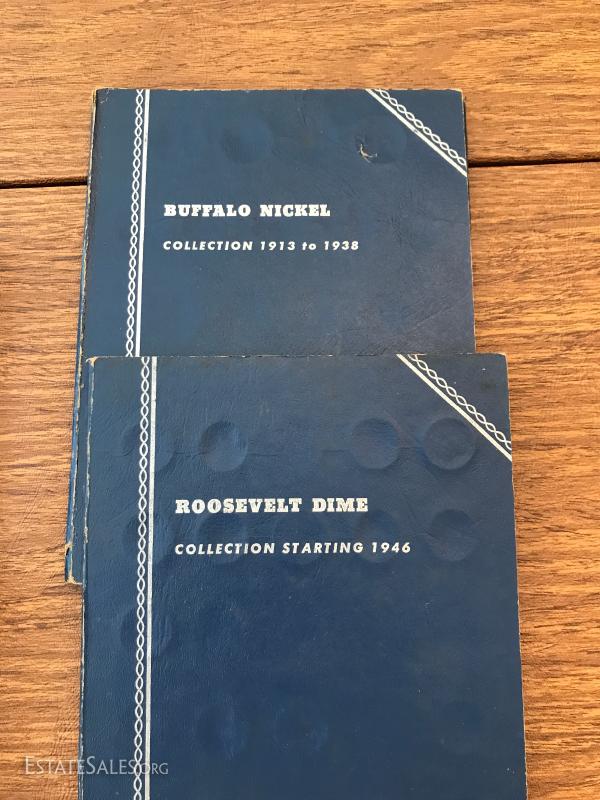 BUFFALO NICKEL
COLLECTION 1913 to 1938
ROOSEVELT DIME
COLLECTION STARTING 1946
ESTATESALES.ORG